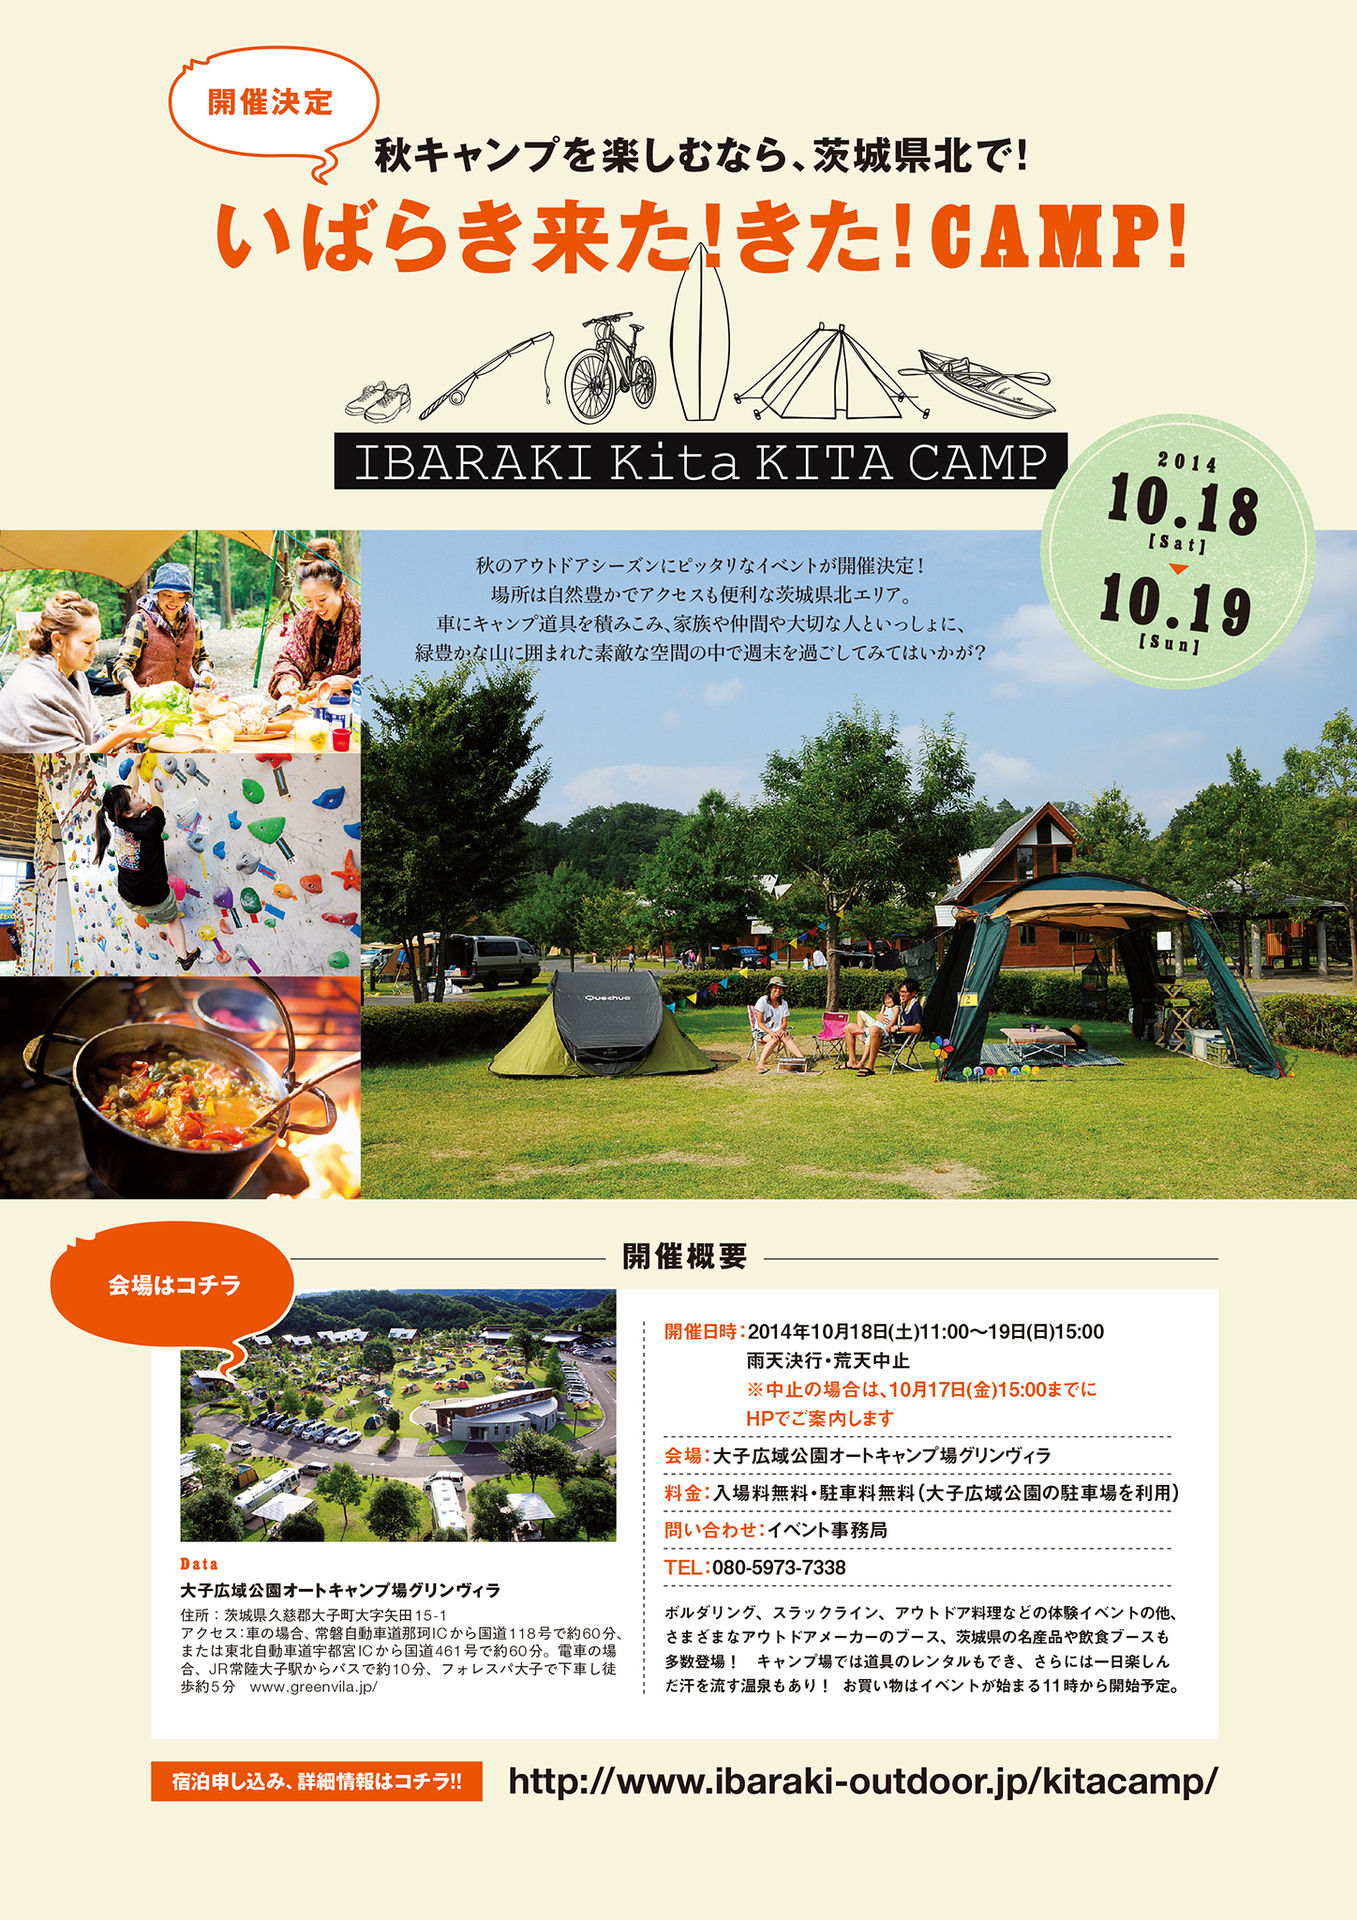 開催決定
秋キャンプを楽しむなら、茨城県北で!
いばらき来た!きた!CAMP!
IBARAKI Kita KITA CAMP
2014
10.18
[Sat]
10.19
[Sun]
秋のアウトドアシーズンにピッタリなイベントが開催決定!
場所は自然豊かでアクセスも便利な茨城県北エリア。
車にキャンプ道具を積みこみ、家族や仲間や大切な人といっしょに、
緑豊かな山に囲まれた素敵な空間の中で週末を過ごしてみてはいかが?
Quechua
2
開催概要
会場はコチラ
開催日時:2014年10月18日(土)11:00〜19日(日)15:00
雨天決行・荒天中止
※中止の場合は、10月17日(金)15:00までに
HPでご案内します
会場:大子広域公園オートキャンプ場グリンヴィラ
料金:入場料無料・駐車料無料(大子広域公園の駐車場を利用)
問い合わせ:イベント事務局
TEL:080-5973-7338
ボルダリング、スラックライン、アウトドア料理などの体験イベントの他、
さまざまなアウトドアメーカーのブース、茨城県の名産品や飲食ブースも
多数登場! キャンプ場では道具のレンタルもでき、さらには一日楽しん
だ汗を流す温泉もあり! お買い物はイベントが始まる11時から開始予定。
Data
大子広域公園オートキャンプ場グリンヴィラ
住所:茨城県久慈郡大子町大字矢田15-1
アクセス:車の場合、常磐自動車道那珂ICから国道118号で約60分、
または東北自動車道宇都宮ICから国道461号で約60分。電車の場
合、JR常陸大子駅からバスで約10分、フォレスパ大子で下車し徒
歩約5分 www.greenvila.jp/
宿泊申し込み、詳細情報はコチラ!!
http://www.ibaraki-outdoor.jp/kitacamp/